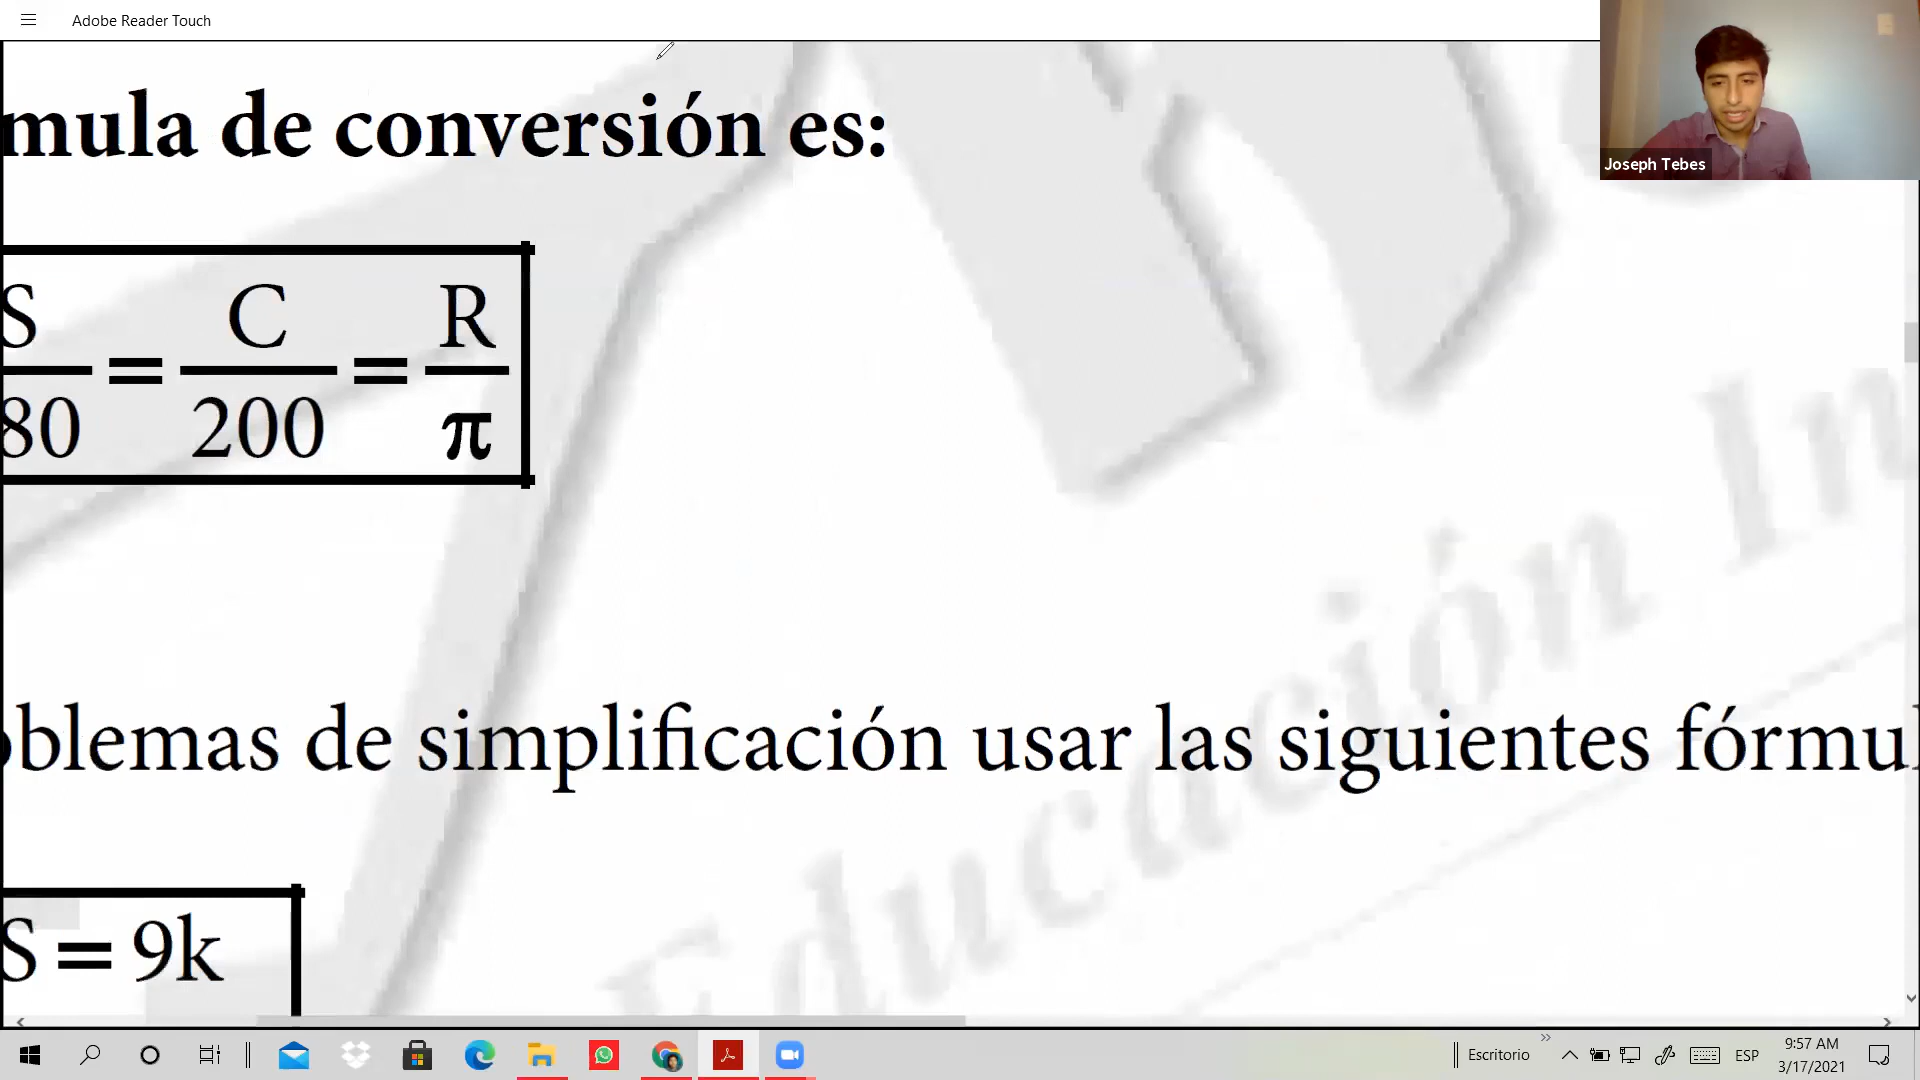 Adobe Reader Touch
Joseph Tebes
mula de conversión es:
S = C = R
80 200 π
blemas de simplificación usar las siguientes fórmu
S = 9k
Educación In
Escritorio
ESP
9:57 AM
3/17/2021